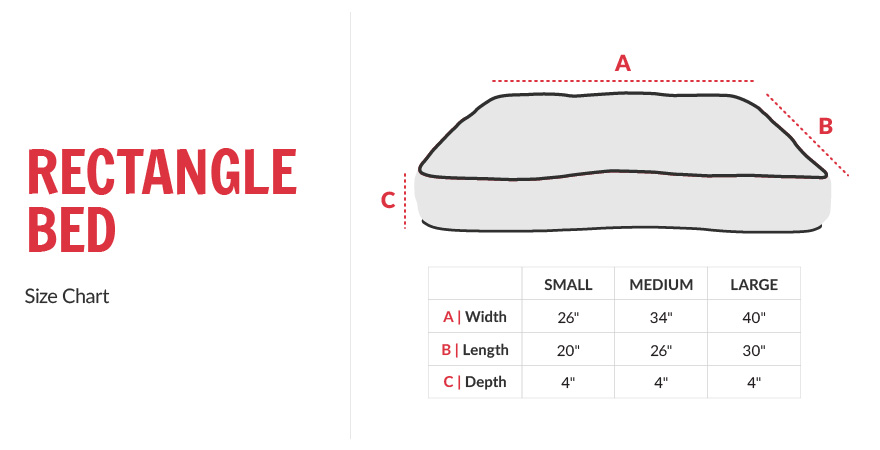 RECTANGLE
BED
Size Chart
A
B
C
SMALL MEDIUM LARGE
A | Width 26" 34" 40"
B | Length 20" 26" 30"
C | Depth 4" 4" 4"